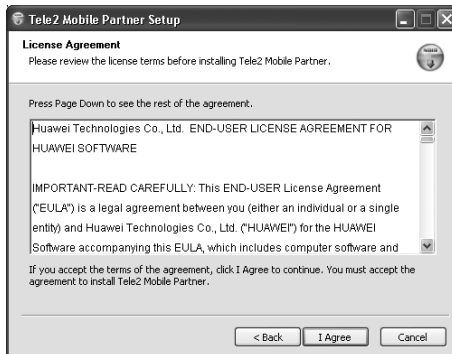 Tele2 Mobile Partner Setup
License Agreement
Please review the license terms before installing Tele2 Mobile Partner.
Press Page Down to see the rest of the agreement.
Huawei Technologies Co., Ltd. END-USER LICENSE AGREEMENT FOR
HUAWEI SOFTWARE
IMPORTANT-READ CAREFULLY: This END-USER License Agreement
("EULA") is a legal agreement between you (either an individual or a single
entity) and Huawei Technologies Co., Ltd. ("HUAWEI") for the HUAWEI
Software accompanying this EULA, which includes computer software and
If you accept the terms of the agreement, click I Agree to continue. You must accept the
agreement to install Tele2 Mobile Partner.
< Back I Agree Cancel